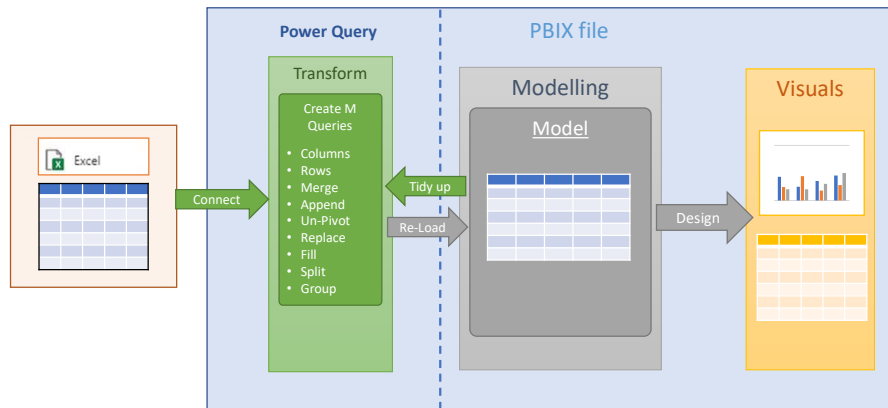 Power Query
PBIX file
Transform
Modelling
Visuals
Create M
Queries
• Columns
• Rows
• Merge
• Append
• Un-Pivot
• Replace
• Fill
• Split
• Group
Model
Excel
Connect
Tidy up
Re-Load
Design